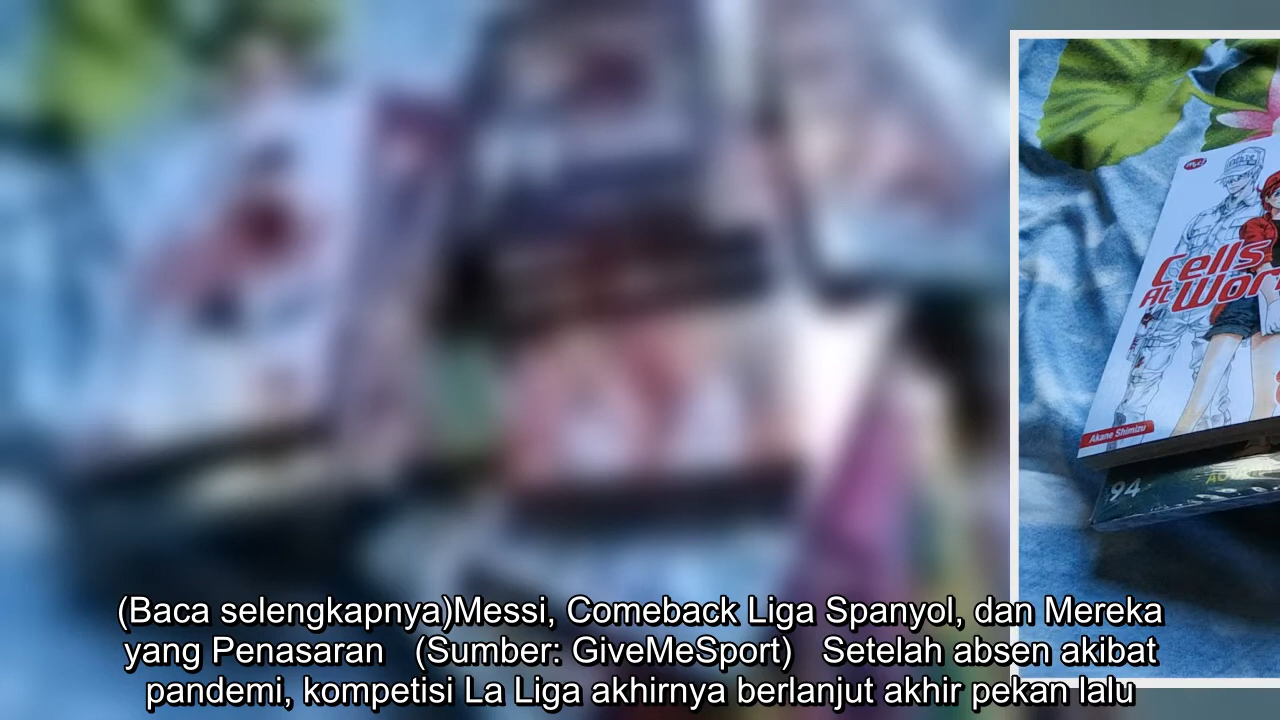 Cells
At Wor
Akane Shimizu
94
(Baca selengkapnya)Messi, Comeback Liga Spanyol, dan Mereka
yang Penasaran (Sumber: GiveMeSport) Setelah absen akibat
pandemi, kompetisi La Liga akhirnya berlanjut akhir pekan lalu